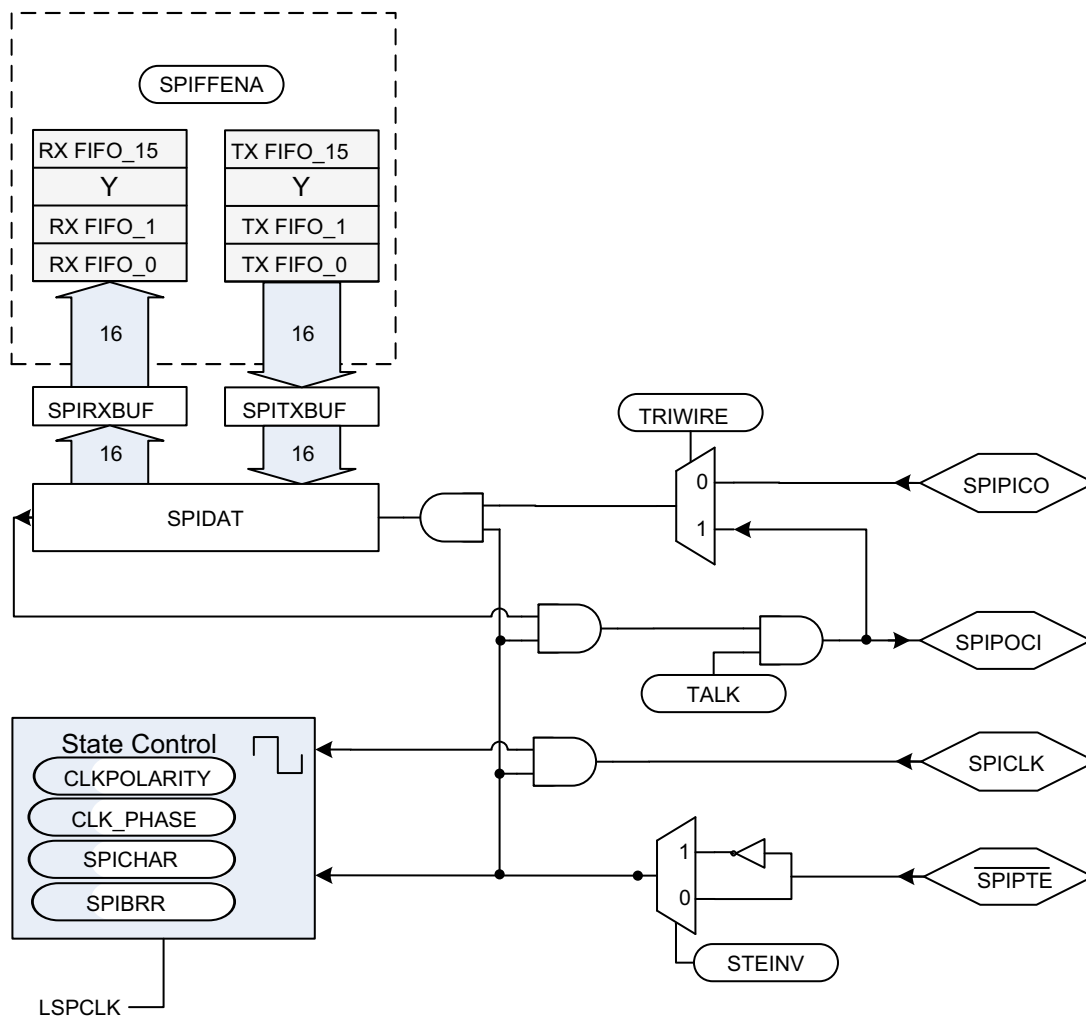 SPIFFENA
RX FIFO_15
TX FIFO_15
Y
Y
RX FIFO_1
TX FIFO_1
RX FIFO_0
TX FIFO_0
16
16
SPIRXBUF
SPITXBUF
16
16
TRIWIRE
0
SPIPICO
SPIDAT
1
SPIPOCI
TALK
State Control
CLKPOLARITY
SPICLK
CLK_PHASE
SPICHAR
1
SPIPTE
SPIBRR
0
STEINV
LSPCLK